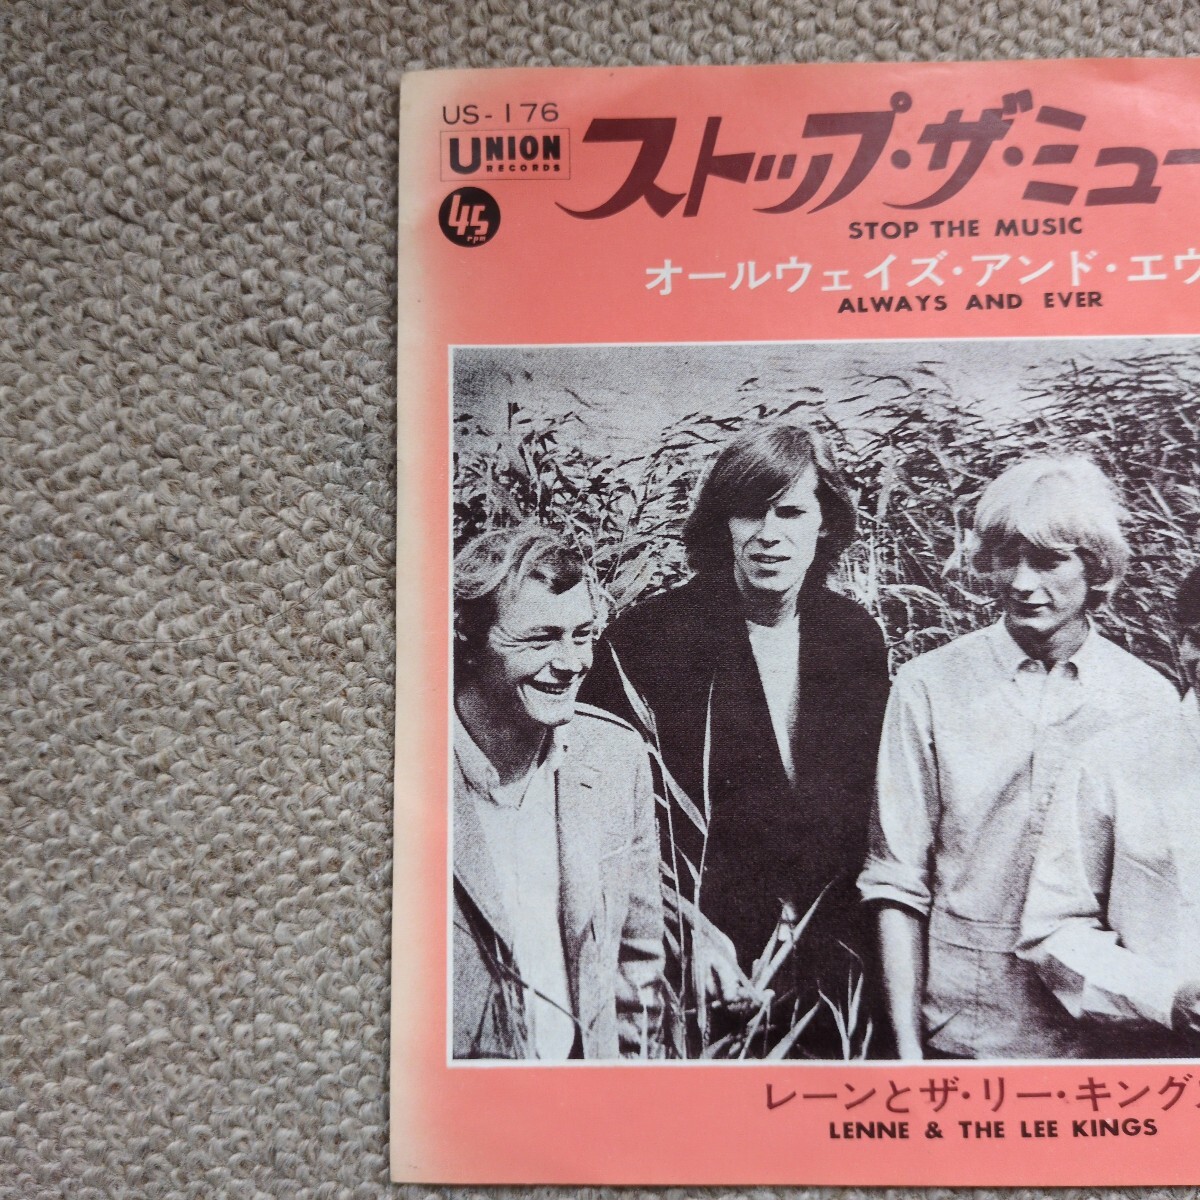 US-176
UNION
RECORDS
45
rpm
ストップ・ザ・ミュー
STOP THE MUSIC
オールウェイズ・アンド・エウ
ALWAYS AND EVER
レーンとザ・リー・キングス
LENNE & THE LEE KINGS